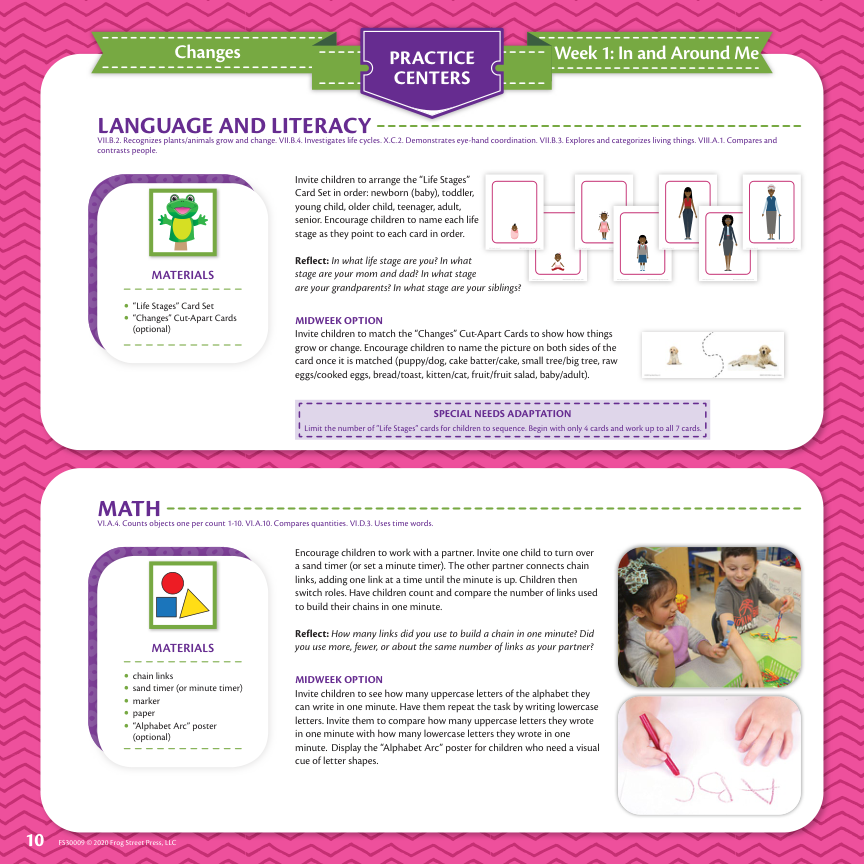 Changes
PRACTICE
CENTERS
Week 1: In and Around Me
LANGUAGE AND LITERACY
VII.B.2. Recognizes plants/animals grow and change. VII.B.4. Investigates life cycles. X.C.2. Demonstrates eye-hand coordination. VII.B.3. Explores and categorizes living things. VIII.A.1. Compares and
contrasts people.
MATERIALS
• "Life Stages" Card Set
• "Changes" Cut-Apart Cards
(optional)
Invite children to arrange the "Life Stages"
Card Set in order: newborn (baby), toddler,
young child, older child, teenager, adult,
senior. Encourage children to name each life
stage as they point to each card in order.
Reflect: In what life stage are you? In what
stage are your mom and dad? In what stage
are your grandparents? In what stage are your siblings?
MIDWEEK OPTION
Invite children to match the "Changes" Cut-Apart Cards to show how things
grow or change. Encourage children to name the picture on both sides of the
card once it is matched (puppy/dog, cake batter/cake, small tree/big tree, raw
eggs/cooked eggs, bread/toast, kitten/cat, fruit/fruit salad, baby/adult).
SPECIAL NEEDS ADAPTATION
Limit the number of "Life Stages" cards for children to sequence. Begin with only 4 cards and work up to all 7 cards.
MATH
VI.A.4. Counts objects one per count 1-10. VI.A.10. Compares quantities. VI.D.3. Uses time words.
MATERIALS
• chain links
• sand timer (or minute timer)
• marker
• paper
• "Alphabet Arc" poster
(optional)
Encourage children to work with a partner. Invite one child to turn over
a sand timer (or set a minute timer). The other partner connects chain
links, adding one link at a time until the minute is up. Children then
switch roles. Have children count and compare the number of links used
to build their chains in one minute.
Reflect: How many links did you use to build a chain in one minute? Did
you use more, fewer, or about the same number of links as your partner?
MIDWEEK OPTION
Invite children to see how many uppercase letters of the alphabet they
can write in one minute. Have them repeat the task by writing lowercase
letters. Invite them to compare how many uppercase letters they wrote
in one minute with how many lowercase letters they wrote in one
minute. Display the "Alphabet Arc" poster for children who need a visual
cue of letter shapes.
10 FS30009 © 2020 Frog Street Press, LLC